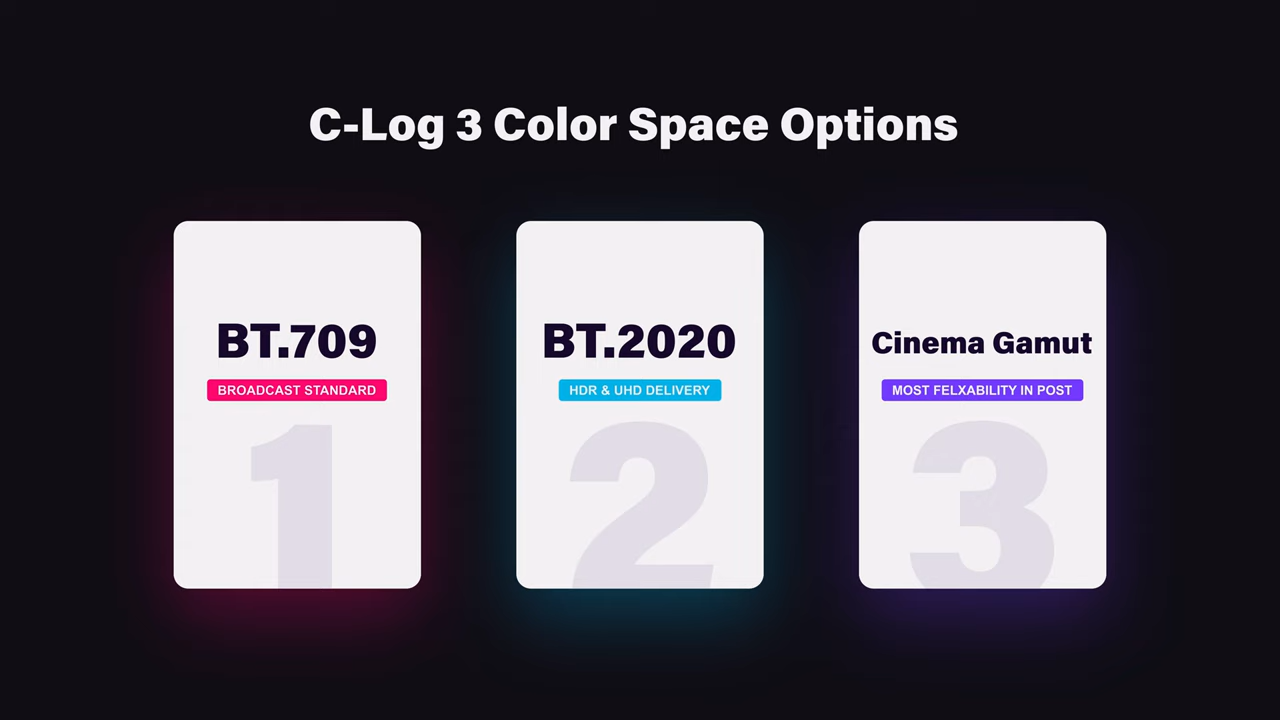 C-Log 3 Color Space Options
BT.709
BROADCAST STANDARD
1
BT.2020
HDR & UHD DELIVERY
2
Cinema Gamut
MOST FELXABILITY IN POST
3